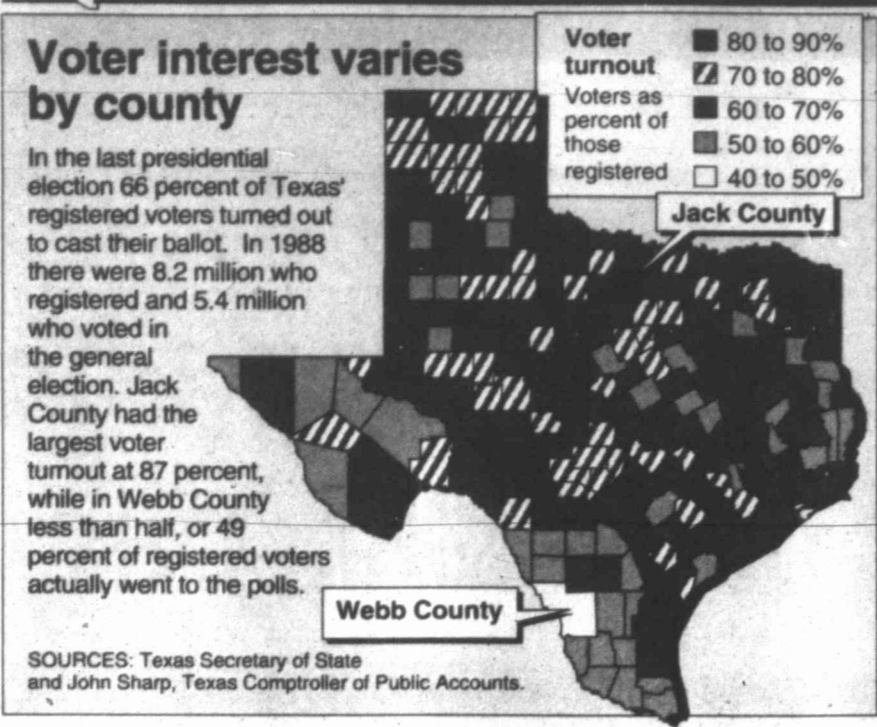 Voter interest varies
by county
In the last presidential
election 66 percent of Texas'
registered voters turned out
to cast their ballot. In 1988
there were 8.2 million who
registered and 5.4 million
who voted in
the general
election. Jack
County had the
largest voter
turnout at 87 percent,
while in Webb County
less than half, or 49
percent of registered voters
actually went to the polls.
SOURCES: Texas Secretary of State
and John Sharp, Texas Comptroller of Public Accounts.
Voter
turnout
Voters as
percent of
those
registered
80 to 90%
70 to 80%
60 to 70%
50 to 60%
40 to 50%
Jack County
Webb County